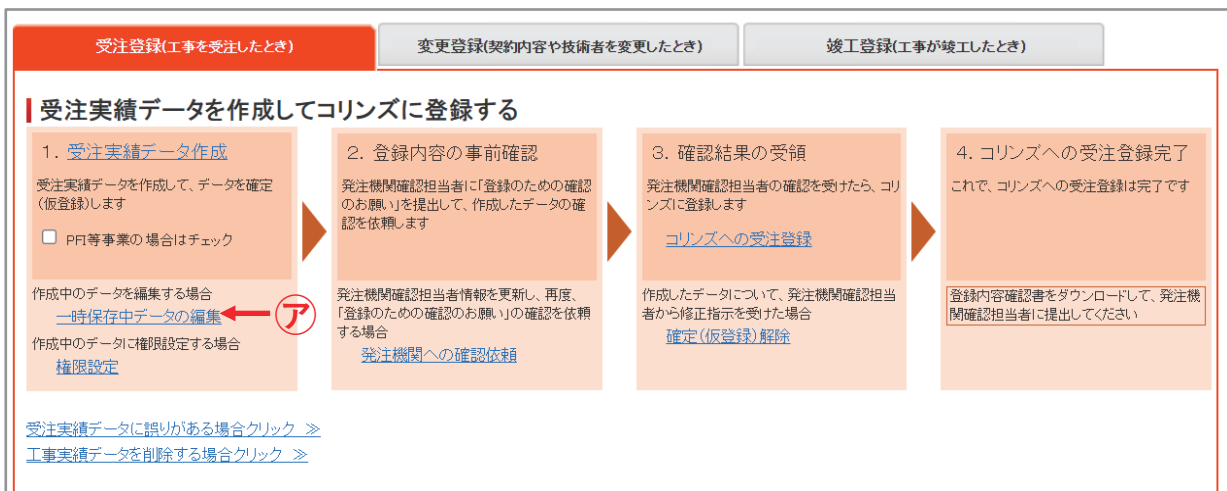 受注登録(工事を受注したとき)
変更登録(契約内容や技術者を変更したとき)
竣工登録(工事が竣工したとき)
受注実績データを作成してコリンズに登録する
1. 受注実績データ作成
受注実績データを作成して、データを確定
(仮登録)します
PFI等事業の場合はチェック
作成中のデータを編集する場合
一時保存中データの編集
ア
作成中のデータに権限設定する場合
権限設定
2. 登録内容の事前確認
発注機関確認担当者に「登録のための確認
のお願い」を提出して、作成したデータの確
認を依頼します
発注機関確認担当者情報を更新し、再度、
「登録のための確認のお願い」の確認を依頼
する場合
発注機関への確認依頼
3. 確認結果の受領
発注機関確認担当者の確認を受けたら、コリ
ンズに登録します
コリンズへの受注登録
作成したデータについて、発注機関確認担当
者から修正指示を受けた場合
確定(仮登録)解除
4. コリンズへの受注登録完了
これで、コリンズへの受注登録は完了です
登録内容確認書をダウンロードして、発注機
関確認担当者に提出してください
受注実績データに誤りがある場合クリック ≫
工事実績データを削除する場合クリック ≫